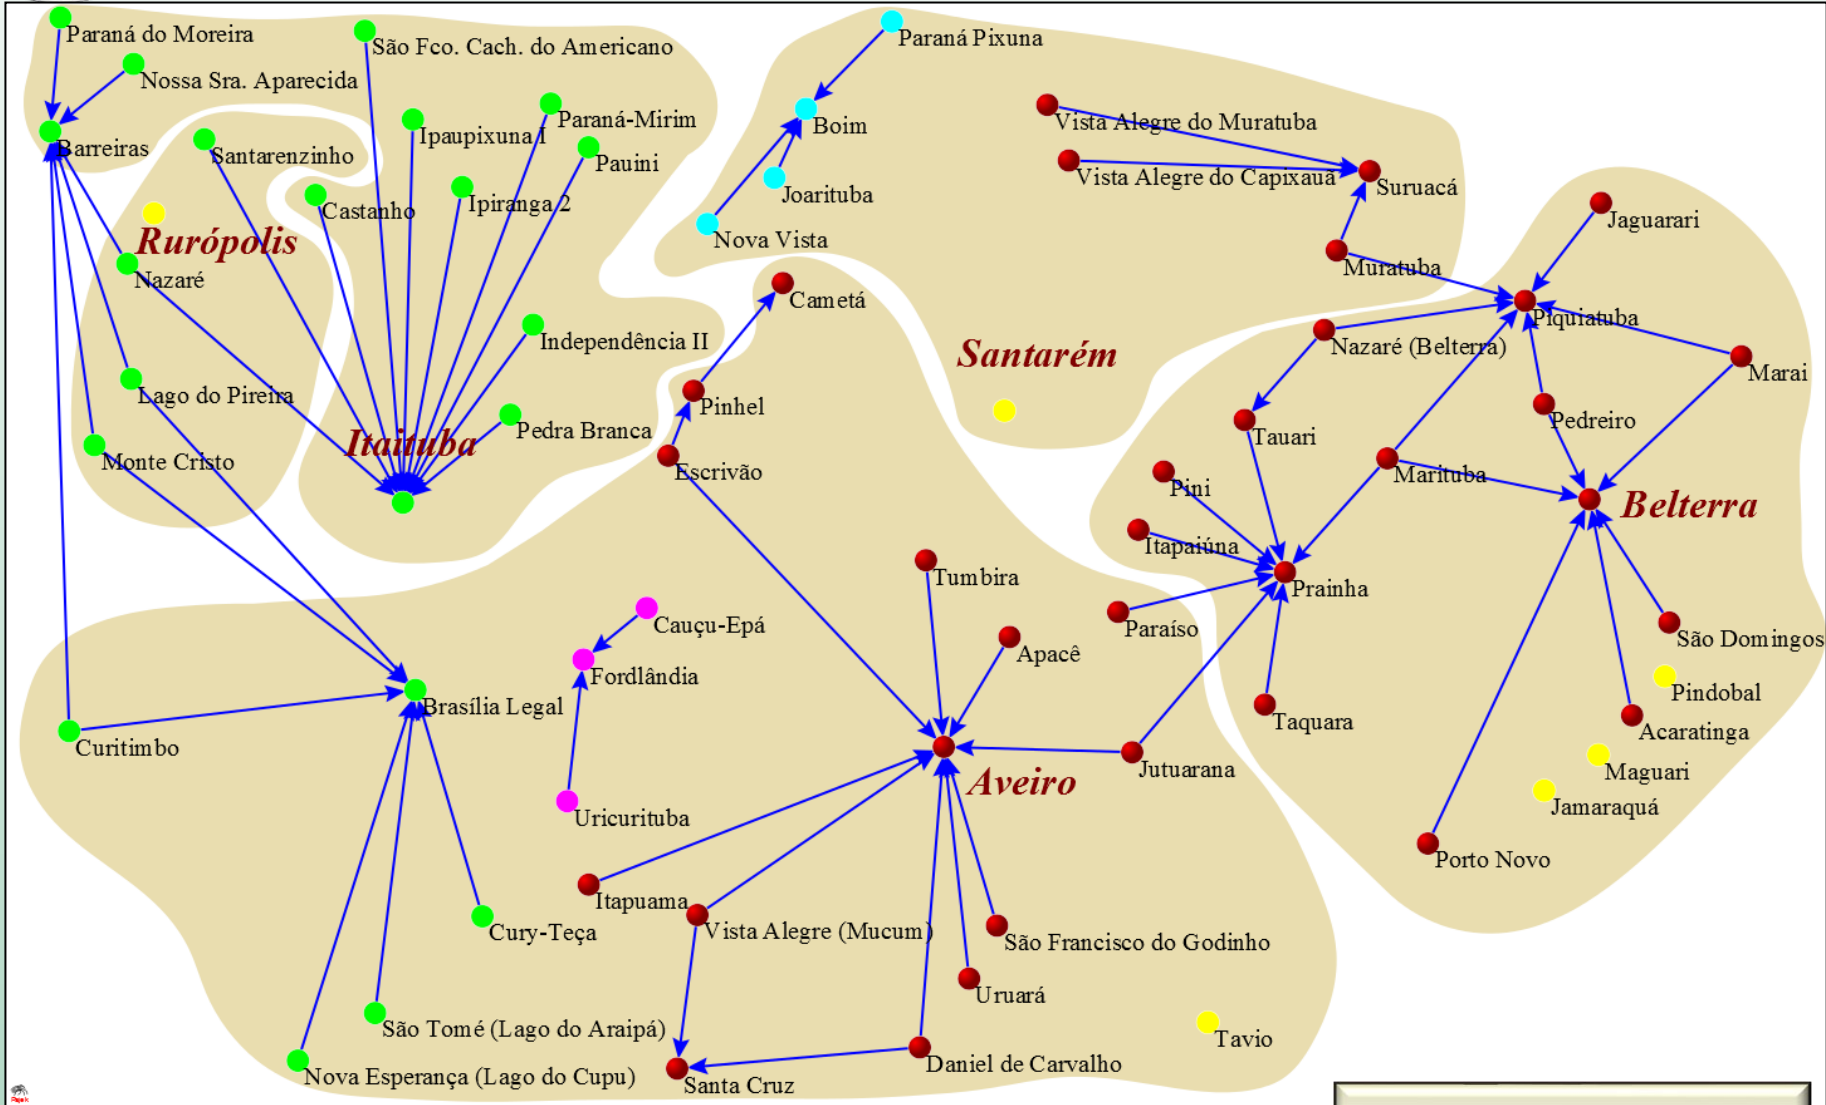 Paraná do Moreira
São Fco. Cach. do Americano
Paraná Pixuna
Nossa Sra. Aparecida
Ipaupixuna I
Paraná-Mirim
Boim
Vista Alegre do Muratuba
Barreiras
Santarenzinho
Pauini
Vista Alegre do Capixauã
Suruacá
Joarituba
Castanho
Ipiranga 2
Jaguarari
Rurópolis
Nova Vista
Muratuba
Nazaré
Cametá
Piquiatuba
Independência II
Santarém
Nazaré (Belterra)
Marai
Lago do Pireira
Pinhel
Pedreiro
Itaituba
Pedra Branca
Tauari
Monte Cristo
Escrivão
Marituba
Pini
Belterra
Itapaiúna
Tumbira
Prainha
Cauçu-Epá
Paraíso
São Domingos
Apacê
Fordlândia
Pindobal
Brasília Legal
Taquara
Acaratinga
Curitimbo
Jutuarana
Maguari
Aveiro
Jamaraquá
Uricurituba
Porto Novo
Itapuama
Cury-Teça
Vista Alegre (Mucum)
São Francisco do Godinho
Uruará
São Tomé (Lago do Araipá)
Tavio
Nova Esperança (Lago do Cupu)
Daniel de Carvalho
Santa Cruz
Pajek